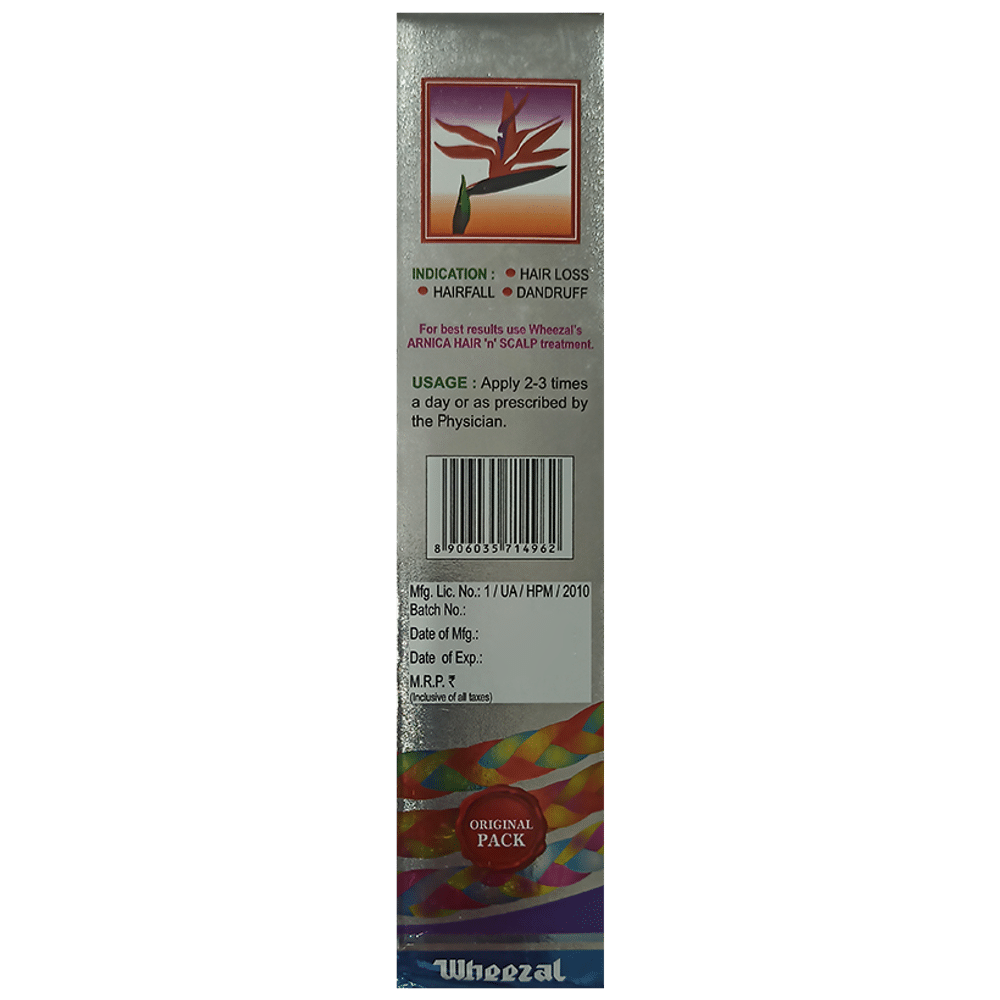 INDICATION : • HAIR LOSS
• HAIRFALL • DANDRUFF
For best results use Wheezal's
ARNICA HAIR 'n' SCALP treatment.
USAGE : Apply 2-3 times
a day or as prescribed by
the Physician.
8 906035 714962
Mfg. Lic. No.: 1 / UA / HPM / 2010
Batch No.:
Date of Mfg.:
Date of Exp.:
M.R.P. ₹
(Inclusive of all taxes)
ORIGINAL
PACK
Wheezal